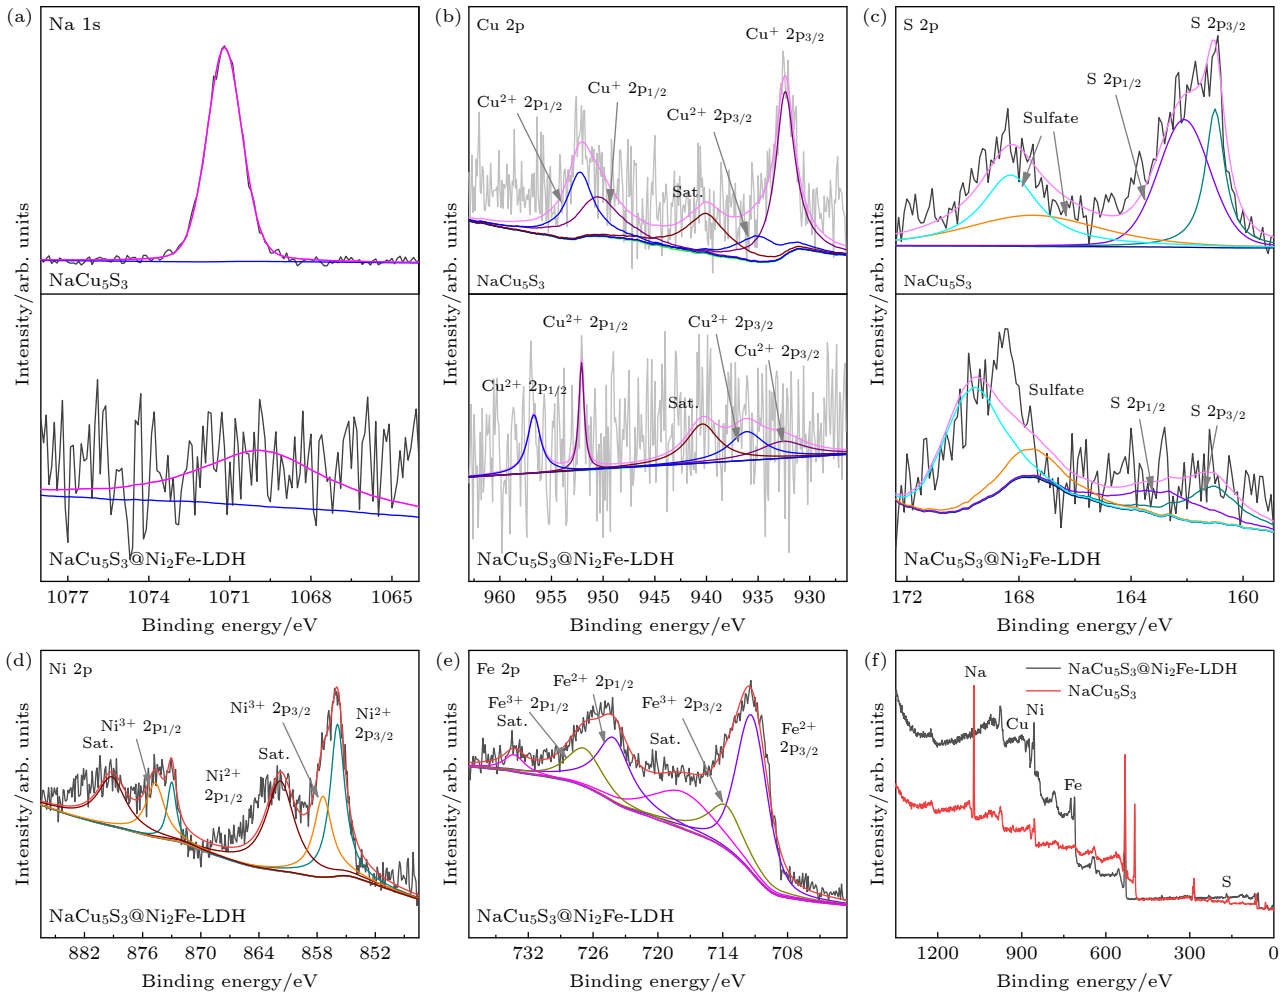 (a)
Na 1s
NaCu₅S₃
NaCu₅S₃@Ni₂Fe-LDH
Intensity/arb. units
1077 1074 1071 1068 1065
Binding energy/eV
(b)
Cu 2p
Cu⁺ 2p₃/₂
Cu²⁺ 2p₁/₂
Cu⁺ 2p₁/₂
Cu²⁺ 2p₃/₂
Sat.
NaCu₅S₃
Cu²⁺ 2p₁/₂
Cu²⁺ 2p₃/₂
Cu²⁺ 2p₃/₂
Cu²⁺ 2p₁/₂
Sat.
NaCu₅S₃@Ni₂Fe-LDH
Intensity/arb. units
960 955 950 945 940 935 930
Binding energy/eV
(c)
S 2p
S 2p₃/₂
S 2p₁/₂
Sulfate
NaCu₅S₃
Sulfate
S 2p₁/₂
S 2p₃/₂
NaCu₅S₃@Ni₂Fe-LDH
Intensity/arb. units
172 168 164 160
Binding energy/eV
(d)
Ni 2p
Ni³⁺ 2p₁/₂
Sat.
Ni²⁺
2p₁/₂
Ni³⁺ 2p₃/₂
Sat.
Ni²⁺
2p₃/₂
NaCu₅S₃@Ni₂Fe-LDH
Intensity/arb. units
882 876 870 864 858 852
Binding energy/eV
(e)
Fe 2p
Fe²⁺ 2p₁/₂
Fe³⁺ 2p₁/₂
Sat.
Fe³⁺ 2p₃/₂
Sat.
Fe²⁺
2p₃/₂
NaCu₅S₃@Ni₂Fe-LDH
Intensity/arb. units
732 726 720 714 708
Binding energy/eV
(f)
NaCu₅S₃@Ni₂Fe-LDH
NaCu₅S₃
Na
Cu
Ni
Fe
S
Intensity/arb. units
1200 900 600 300 0
Binding energy/eV